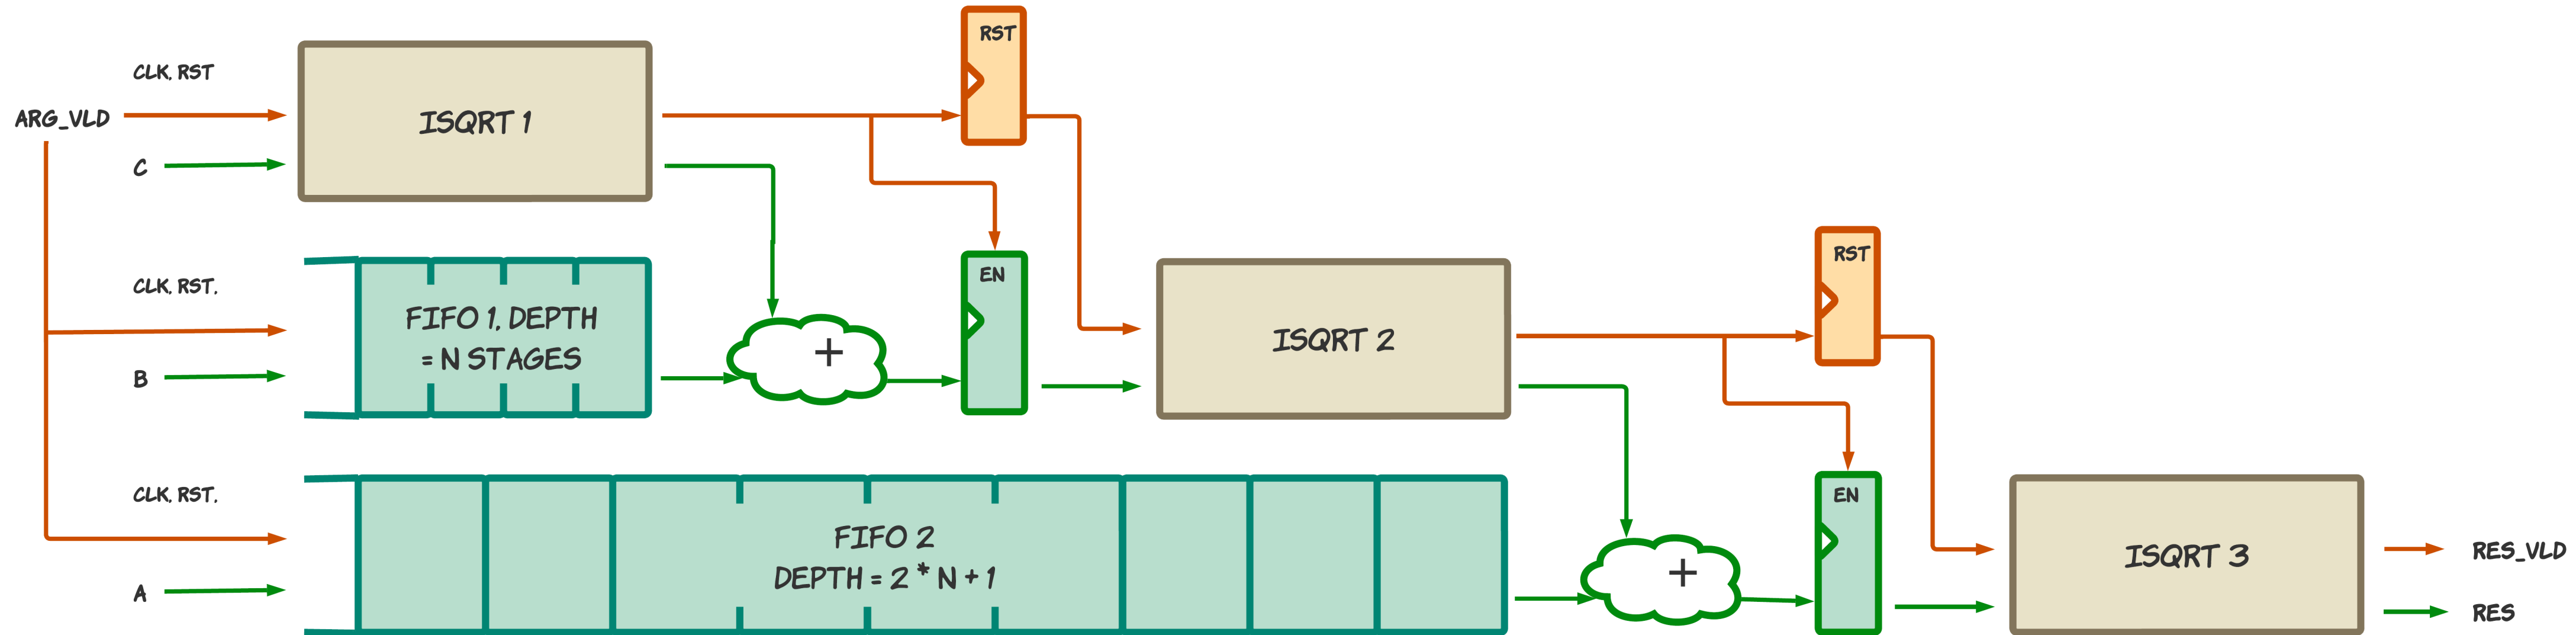 RST
CLK, RST
ARG_VLD
ISQRT 1
C
RST
EN
CLK, RST,
FIFO 1, DEPTH
= N STAGES
+
ISQRT 2
B
CLK, RST,
EN
FIFO 2
DEPTH = 2 * N + 1
+
ISQRT 3
RES_VLD
A
RES